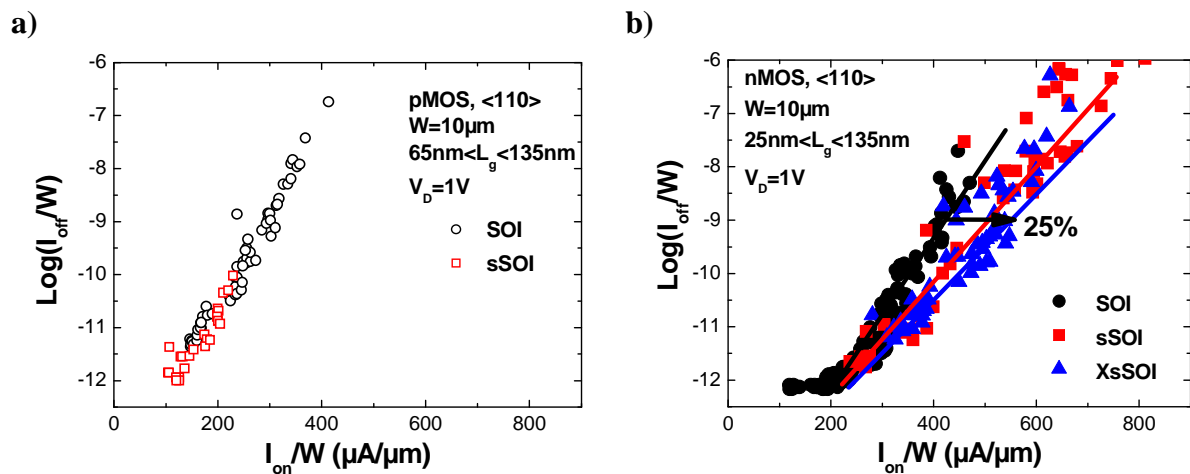 a)
-6
-7
-8
-9
-10
-11
-12
Log(I_off/W)
pMOS, <110>
W=10µm
65nm<L_g<135nm
V_D=1V
SOI
sSOI
0 200 400 600 800
I_on/W (µA/µm)
b)
-6
-7
-8
-9
-10
-11
-12
Log(I_off/W)
nMOS, <110>
W=10µm
25nm<L_g<135nm
V_D=1V
25%
SOI
sSOI
XsSOI
0 200 400 600 800
I_on/W (µA/µm)